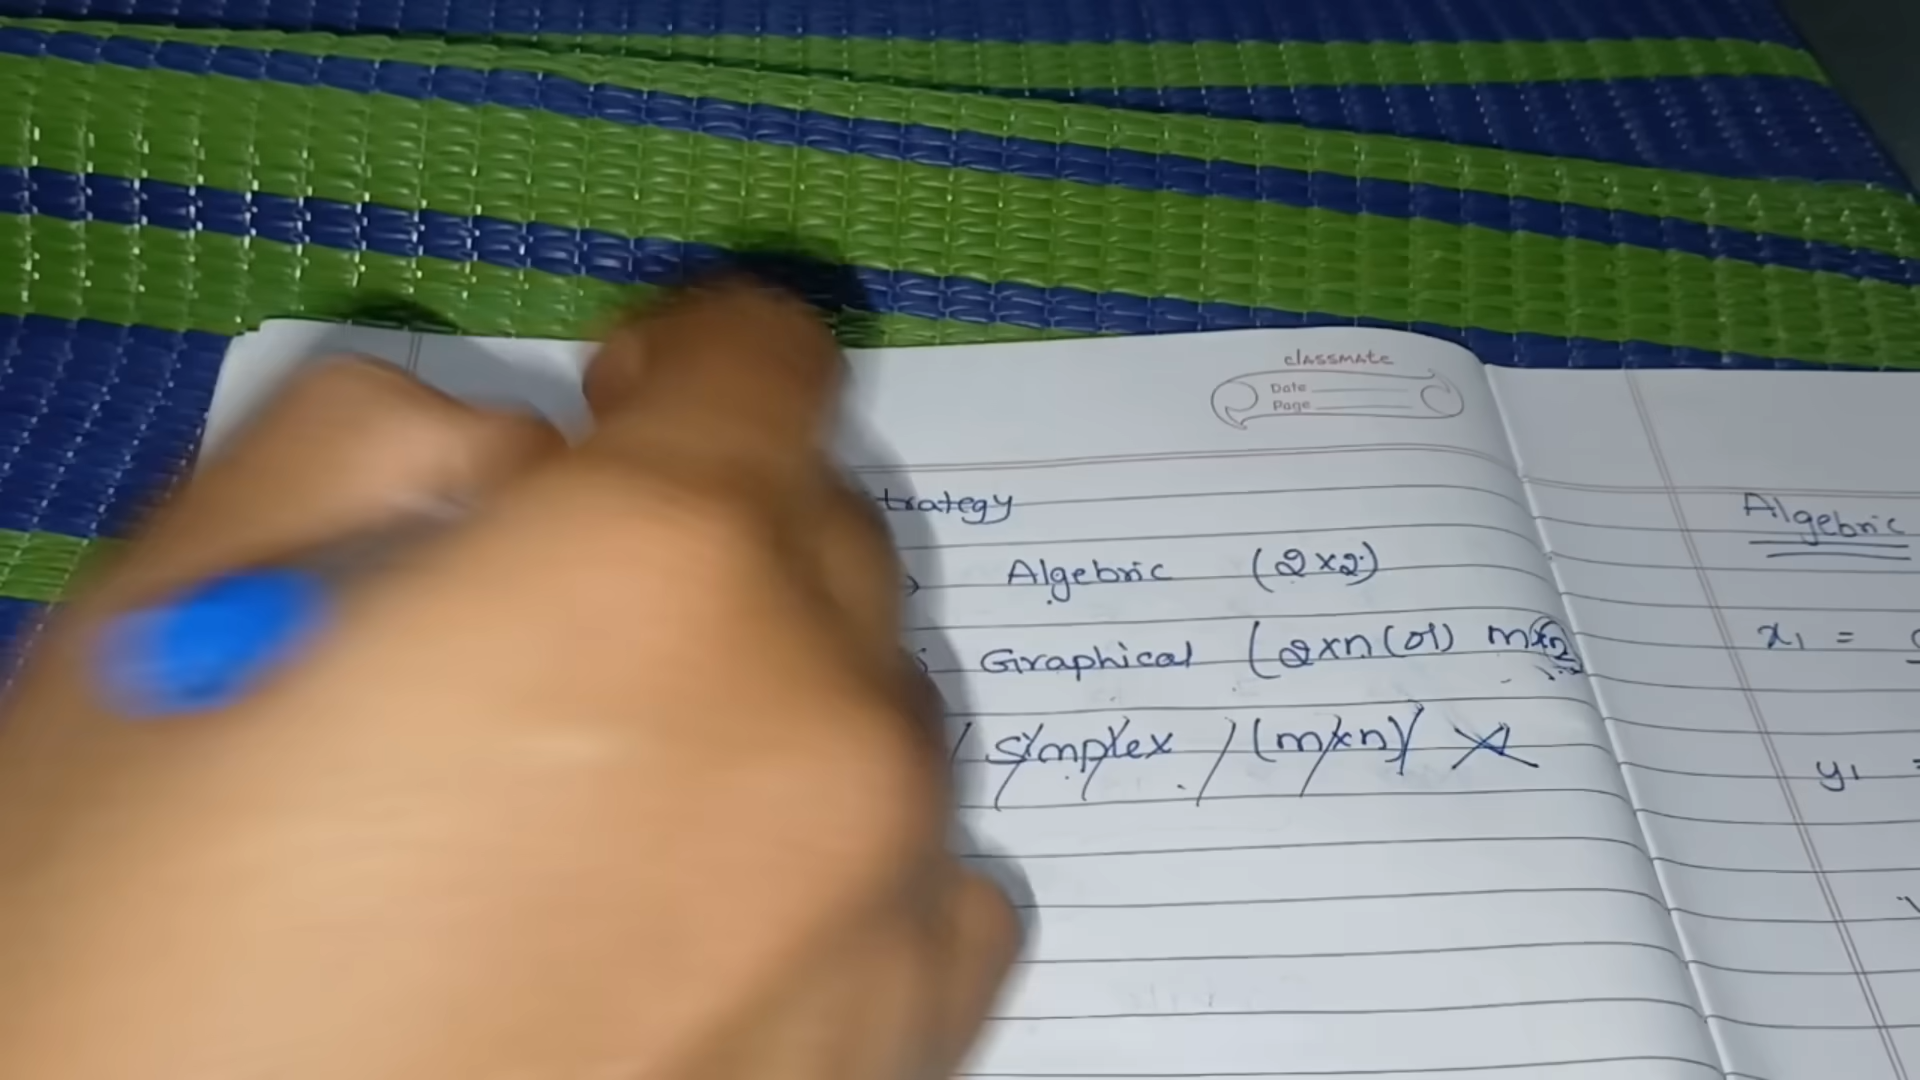 classmate
Date
Page
trategy
Algebric (2x2)
Graphical (2xn (or) mx2
Simplex (mxn) X
Algebric
x₁ =
y₁ =